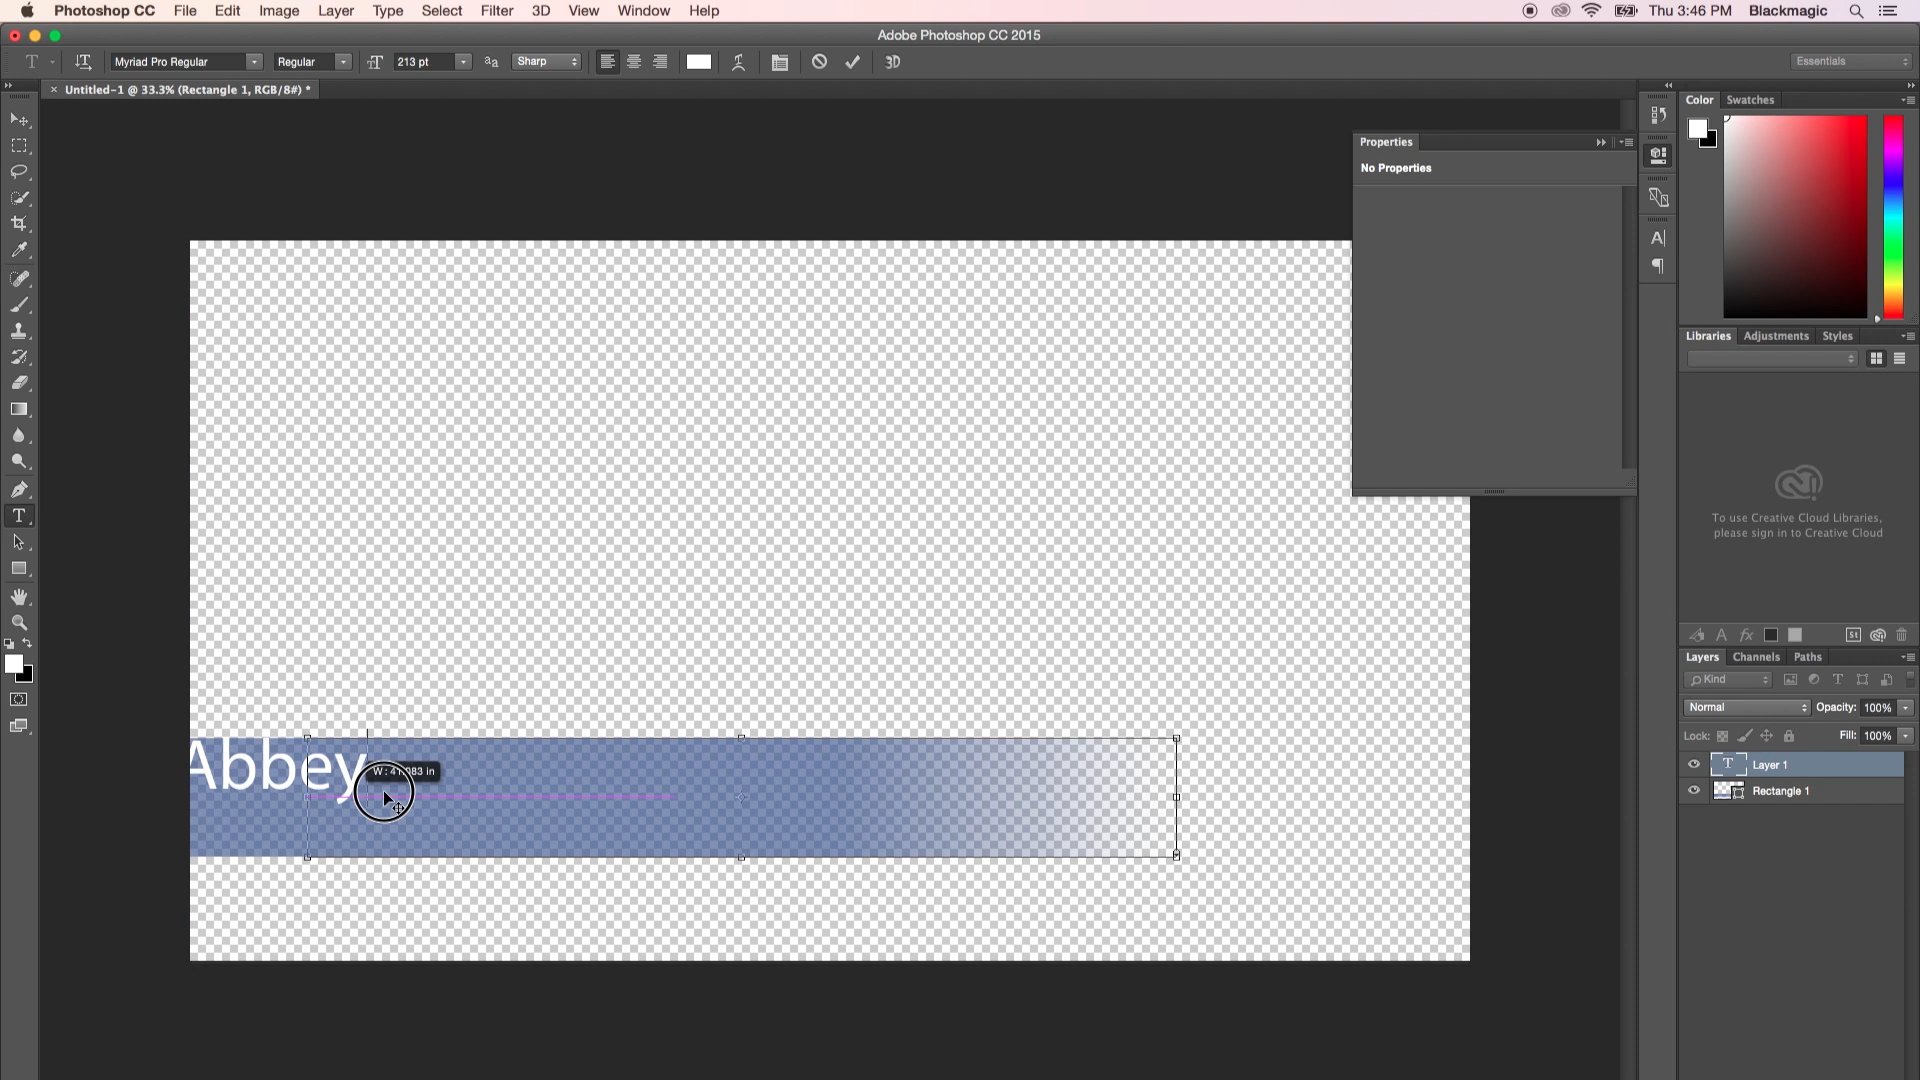 Photoshop CC File Edit Image Layer Type Select Filter 3D View Window Help Thu 3:46 PM Blackmagic
Adobe Photoshop CC 2015
T Myriad Pro Regular Regular 213 pt aa Sharp 3D Essentials
× Untitled-1 @ 33.3% (Rectangle 1, RGB/8#) *
Color Swatches
Properties
No Properties
Libraries Adjustments Styles
To use Creative Cloud Libraries,
please sign in to Creative Cloud
St
Layers Channels Paths
Kind
Normal Opacity: 100%
Lock: Fill: 100%
T Layer 1
Rectangle 1
Abbey